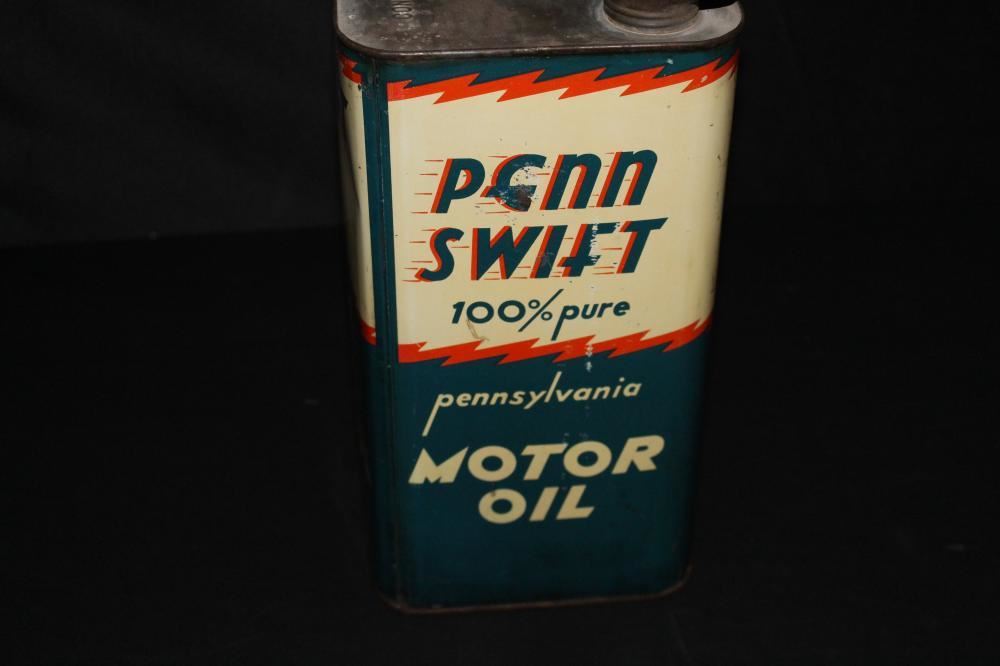 Penn
SWIFT
100% pure
pennsylvania
MOTOR
OIL